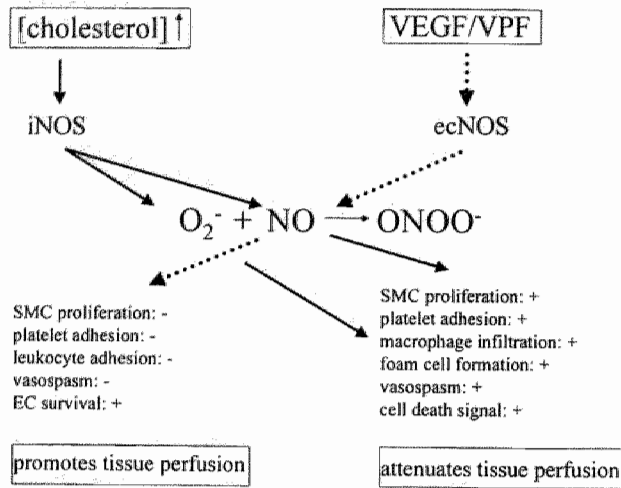 [cholesterol]↑
VEGF/VPF
iNOS
ecNOS
O₂⁻ + NO → ONOO⁻
SMC proliferation: -
platelet adhesion: -
leukocyte adhesion: -
vasospasm: -
EC survival: +
SMC proliferation: +
platelet adhesion: +
macrophage infiltration: +
foam cell formation: +
vasospasm: +
cell death signal: +
promotes tissue perfusion
attenuates tissue perfusion